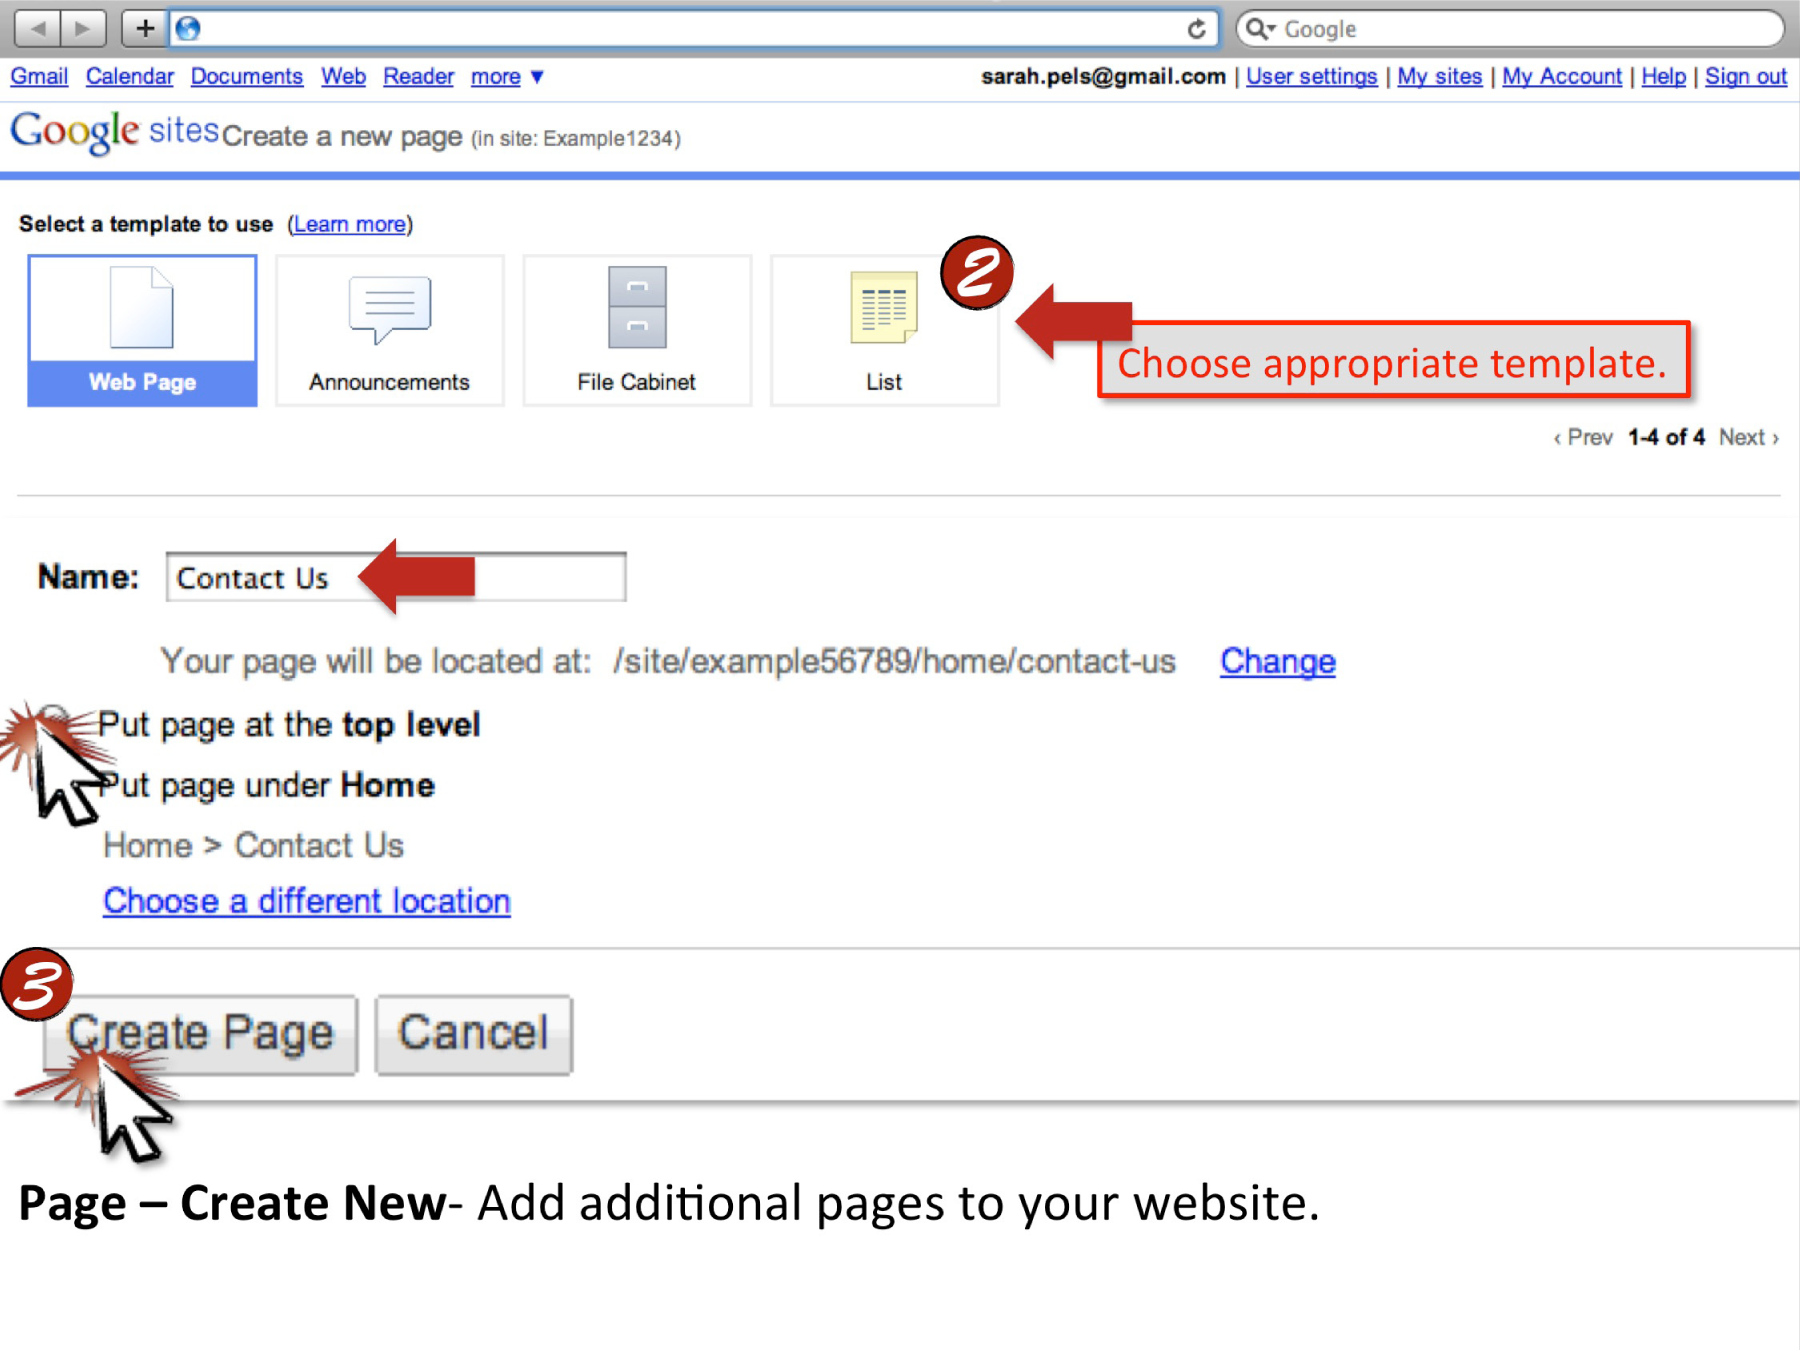 Google
Gmail Calendar Documents Web Reader more ▼ sarah.pels@gmail.com | User settings | My sites | My Account | Help | Sign out
Google sites Create a new page (in site: Example1234)
Select a template to use (Learn more)
2
Choose appropriate template.
Web Page Announcements File Cabinet List
‹ Prev 1-4 of 4 Next ›
Name: Contact Us
Your page will be located at: /site/example56789/home/contact-us Change
Put page at the top level
Put page under Home
Home > Contact Us
Choose a different location
3
Create Page Cancel
Page – Create New- Add additional pages to your website.